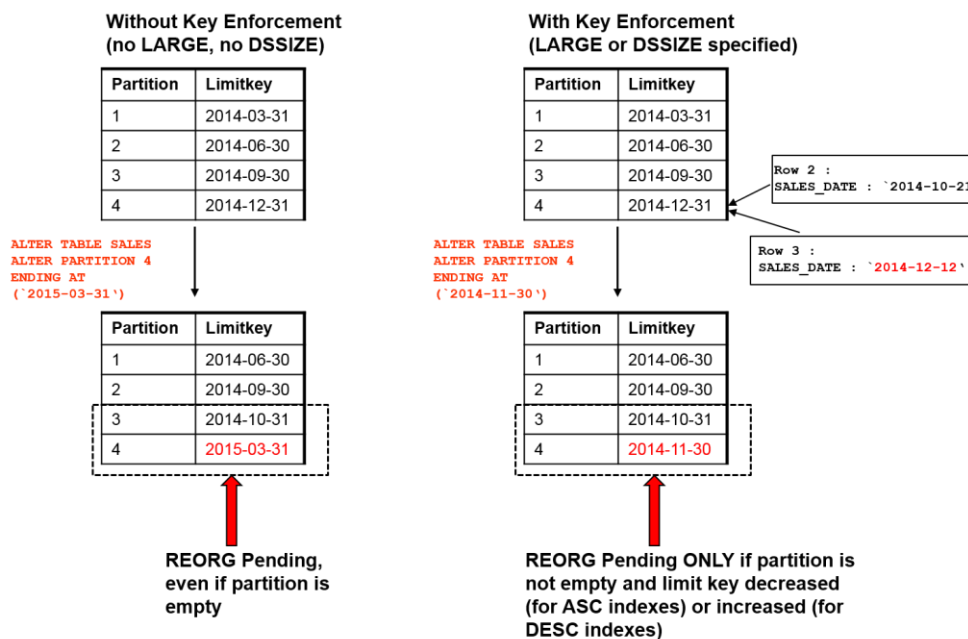 Without Key Enforcement
(no LARGE, no DSSIZE)
Partition Limitkey
1 2014-03-31
2 2014-06-30
3 2014-09-30
4 2014-12-31
ALTER TABLE SALES
ALTER PARTITION 4
ENDING AT
(`2015-03-31‵)
Partition Limitkey
1 2014-06-30
2 2014-09-30
3 2014-10-31
4 2015-03-31
REORG Pending,
even if partition is
empty
With Key Enforcement
(LARGE or DSSIZE specified)
Partition Limitkey
1 2014-03-31
2 2014-06-30
3 2014-09-30
4 2014-12-31
Row 2 :
SALES_DATE : `2014-10-21
Row 3 :
SALES_DATE : `2014-12-12‵
ALTER TABLE SALES
ALTER PARTITION 4
ENDING AT
(`2014-11-30‵)
Partition Limitkey
1 2014-06-30
2 2014-09-30
3 2014-10-31
4 2014-11-30
REORG Pending ONLY if partition is
not empty and limit key decreased
(for ASC indexes) or increased (for
DESC indexes)